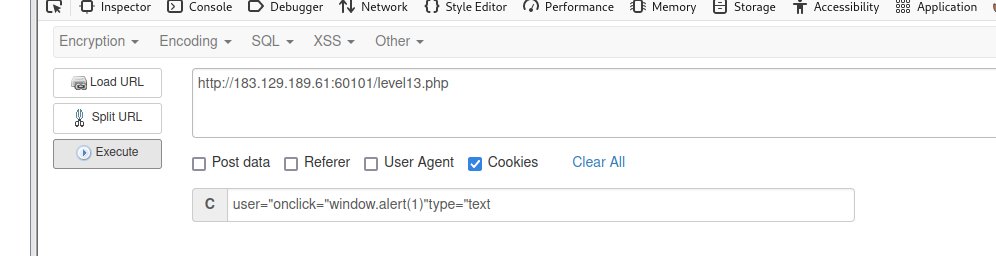 Inspector Console Debugger Network Style Editor Performance Memory Storage Accessibility Application
Encryption Encoding SQL XSS Other
Load URL
http://183.129.189.61:60101/level13.php
Split URL
Execute
Post data Referer User Agent Cookies Clear All
C user="onclick="window.alert(1)"type="text